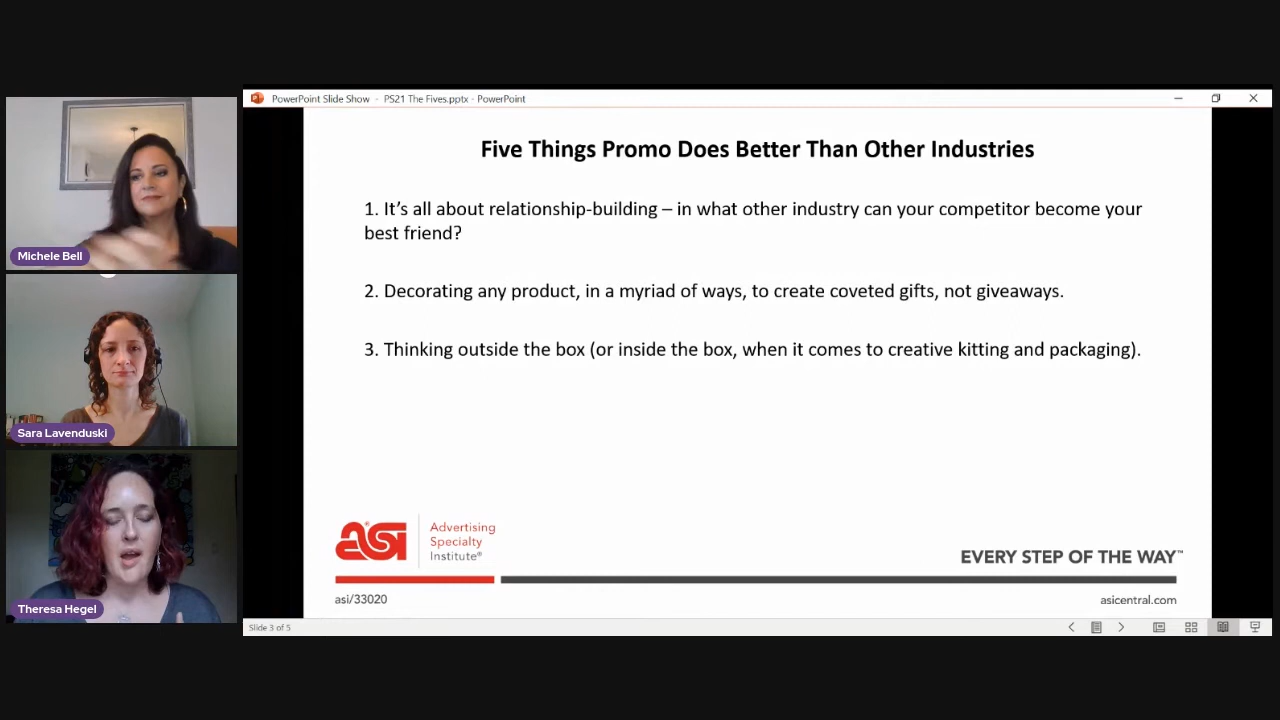 PowerPoint Slide Show - PS21 The Fives.pptx - PowerPoint
Michele Bell
Sara Lavenduski
Theresa Hegel
Five Things Promo Does Better Than Other Industries
1. It’s all about relationship-building – in what other industry can your competitor become your
best friend?
2. Decorating any product, in a myriad of ways, to create coveted gifts, not giveaways.
3. Thinking outside the box (or inside the box, when it comes to creative kitting and packaging).
asi®
Advertising
Specialty
Institute®
EVERY STEP OF THE WAY™
asi/33020
asicentral.com
Slide 3 of 5